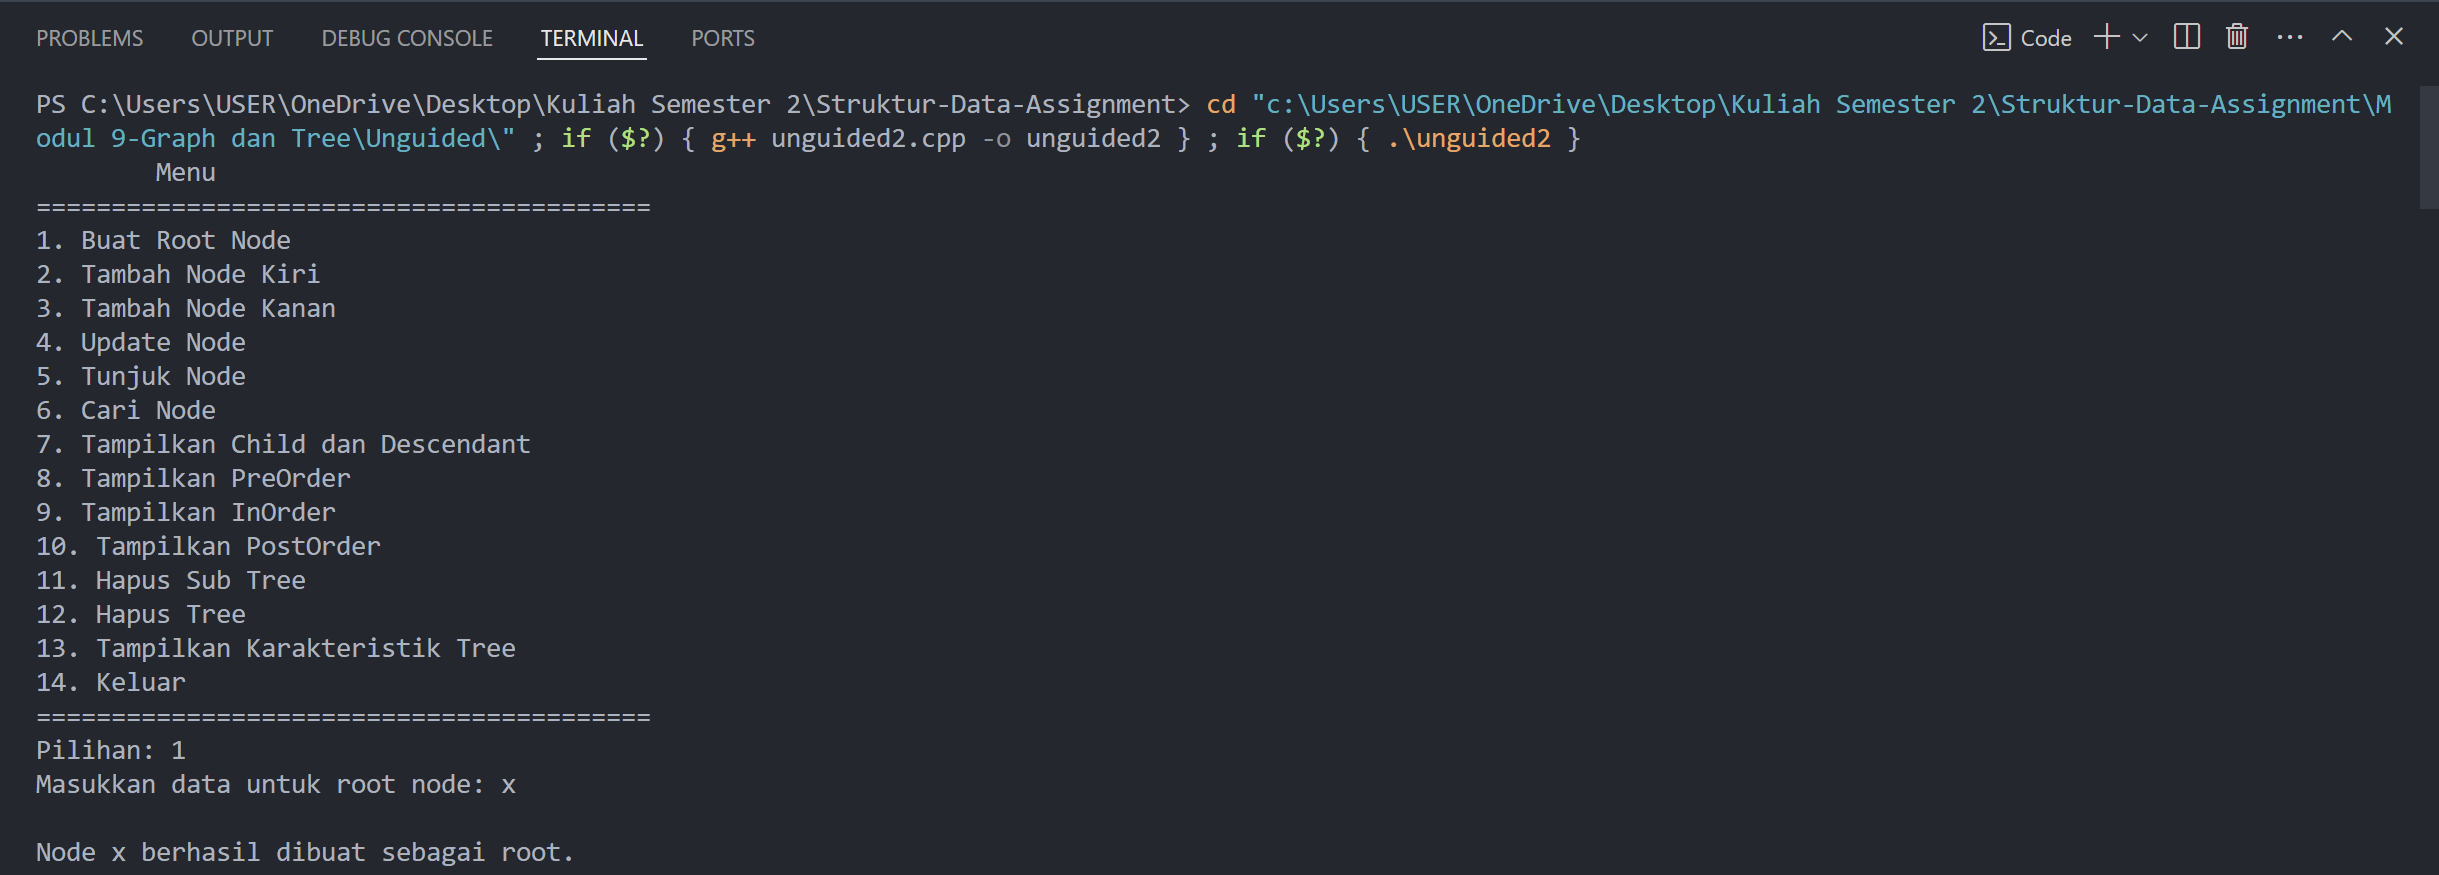 PROBLEMS OUTPUT DEBUG CONSOLE TERMINAL PORTS Code
PS C:\Users\USER\OneDrive\Desktop\Kuliah Semester 2\Struktur-Data-Assignment> cd "c:\Users\USER\OneDrive\Desktop\Kuliah Semester 2\Struktur-Data-Assignment\M
odul 9-Graph dan Tree\Unguided\" ; if ($?) { g++ unguided2.cpp -o unguided2 } ; if ($?) { .\unguided2 }
        Menu
=========================================
1. Buat Root Node
2. Tambah Node Kiri
3. Tambah Node Kanan
4. Update Node
5. Tunjuk Node
6. Cari Node
7. Tampilkan Child dan Descendant
8. Tampilkan PreOrder
9. Tampilkan InOrder
10. Tampilkan PostOrder
11. Hapus Sub Tree
12. Hapus Tree
13. Tampilkan Karakteristik Tree
14. Keluar
=========================================
Pilihan: 1
Masukkan data untuk root node: x
Node x berhasil dibuat sebagai root.